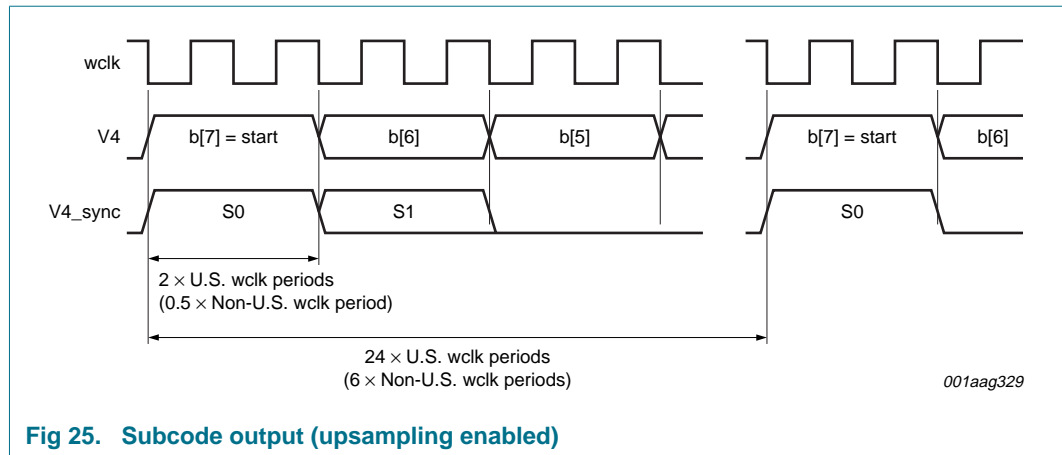 wclk
V4
b[7] = start
b[6]
b[5]
b[7] = start
b[6]
V4_sync
S0
S1
S0
2 × U.S. wclk periods
(0.5 × Non-U.S. wclk period)
24 × U.S. wclk periods
(6 × Non-U.S. wclk periods)
001aag329
Fig 25. Subcode output (upsampling enabled)